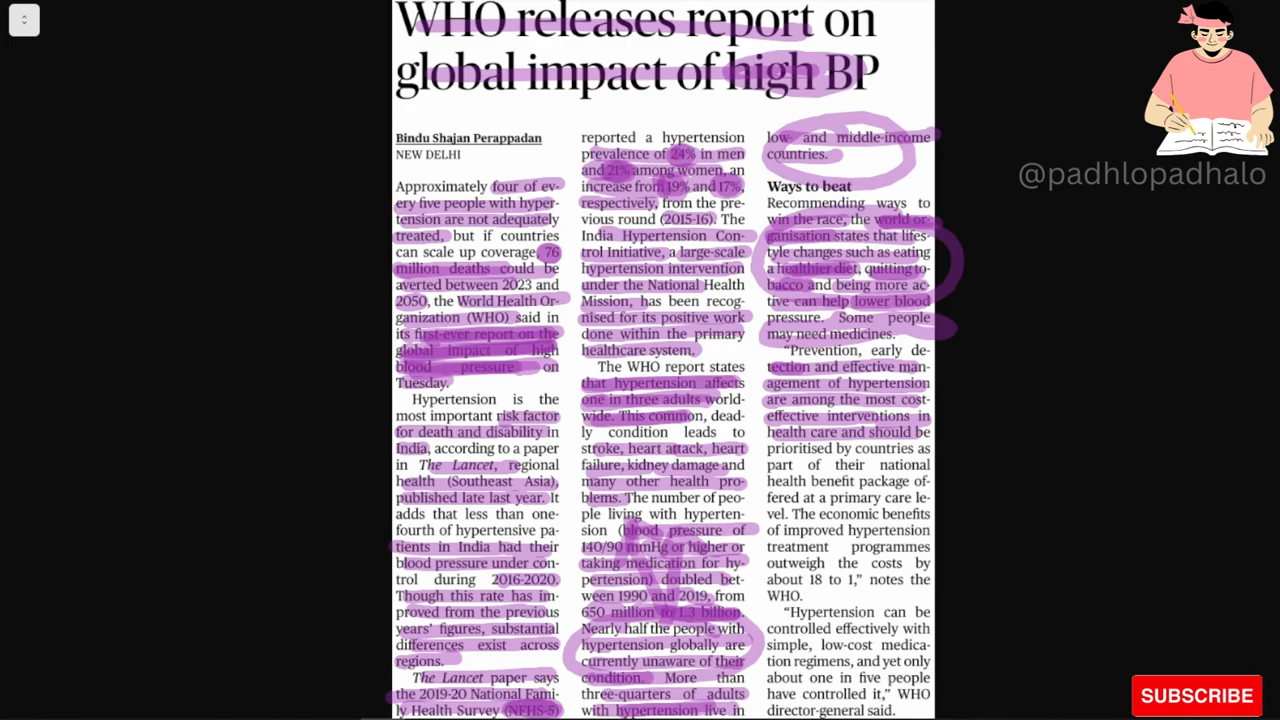 WHO releases report on
global impact of high BP
Bindu Shajan Perappadan
NEW DELHI
Approximately four of ev-
ery five people with hyper-
tension are not adequately
treated, but if countries
can scale up coverage, 76
million deaths could be
averted between 2023 and
2050, the World Health Or-
ganization (WHO) said in
its first-ever report on the
global impact of high
blood pressure on
Tuesday.
Hypertension is the
most important risk factor
for death and disability in
India, according to a paper
in The Lancet, regional
health (Southeast Asia),
published late last year. It
adds that less than one-
fourth of hypertensive pa-
tients in India had their
blood pressure under con-
trol during 2016-2020.
Though this rate has im-
proved from the previous
years' figures, substantial
differences exist across
regions.
The Lancet paper says
the 2019-20 National Fami-
ly Health Survey (NFHS-5)
reported a hypertension
prevalence of 24% in men
and 21% among women, an
increase from 19% and 17%,
respectively, from the pre-
vious round (2015-16). The
India Hypertension Con-
trol Initiative, a large-scale
hypertension intervention
under the National Health
Mission, has been recog-
nised for its positive work
done within the primary
healthcare system.
The WHO report states
that hypertension affects
one in three adults world-
wide. This common, dead-
ly condition leads to
stroke, heart attack, heart
failure, kidney damage and
many other health pro-
blems. The number of peo-
ple living with hyperten-
sion (blood pressure of
140/90 mmHg or higher or
taking medication for hy-
pertension) doubled bet-
ween 1990 and 2019, from
650 million to 1.3 billion.
Nearly half the people with
hypertension globally are
currently unaware of their
condition. More than
three-quarters of adults
with hypertension live in
low- and middle-income
countries.
Ways to beat
Recommending ways to
win the race, the world or-
ganisation states that lifes-
tyle changes such as eating
a healthier diet, quitting to-
bacco and being more ac-
tive can help lower blood
pressure. Some people
may need medicines.
"Prevention, early de-
tection and effective man-
agement of hypertension
are among the most cost-
effective interventions in
health care and should be
prioritised by countries as
part of their national
health benefit package of-
fered at a primary care le-
vel. The economic benefits
of improved hypertension
treatment programmes
outweigh the costs by
about 18 to 1," notes the
WHO.
"Hypertension can be
controlled effectively with
simple, low-cost medica-
tion regimens, and yet only
about one in five people
have controlled it," WHO
director-general said.
@padhlopadhalo
SUBSCRIBE